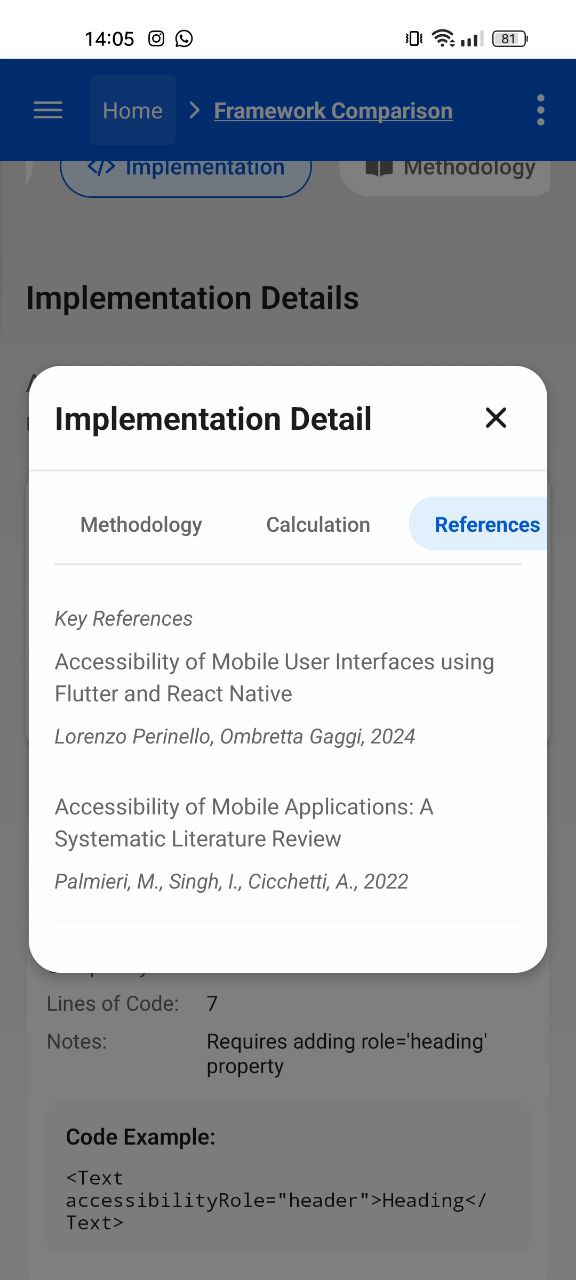 14:05
81
Home
Framework Comparison
</> Implementation
Methodology
Implementation Details
Implementation Detail
Methodology
Calculation
References
Key References
Accessibility of Mobile User Interfaces using
Flutter and React Native
Lorenzo Perinello, Ombretta Gaggi, 2024
Accessibility of Mobile Applications: A
Systematic Literature Review
Palmieri, M., Singh, I., Cicchetti, A., 2022
Lines of Code: 7
Notes: Requires adding role='heading'
property
Code Example:
<Text
accessibilityRole="header">Heading</
Text>